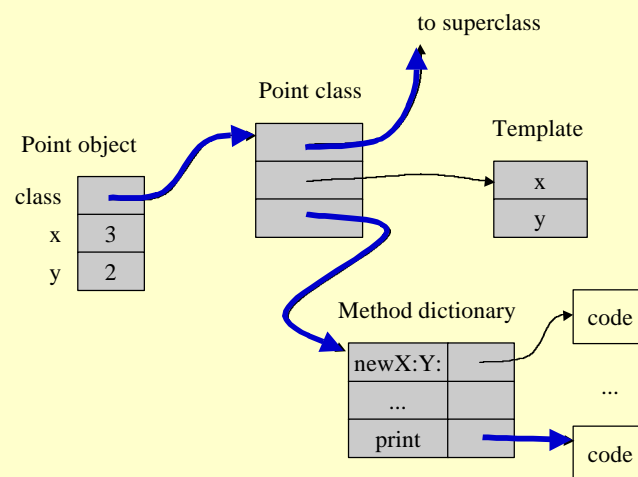 to superclass
Point class
Template
Point object
class
x
3
y
2
x
y
Method dictionary
newX:Y:
...
print
code
...
code